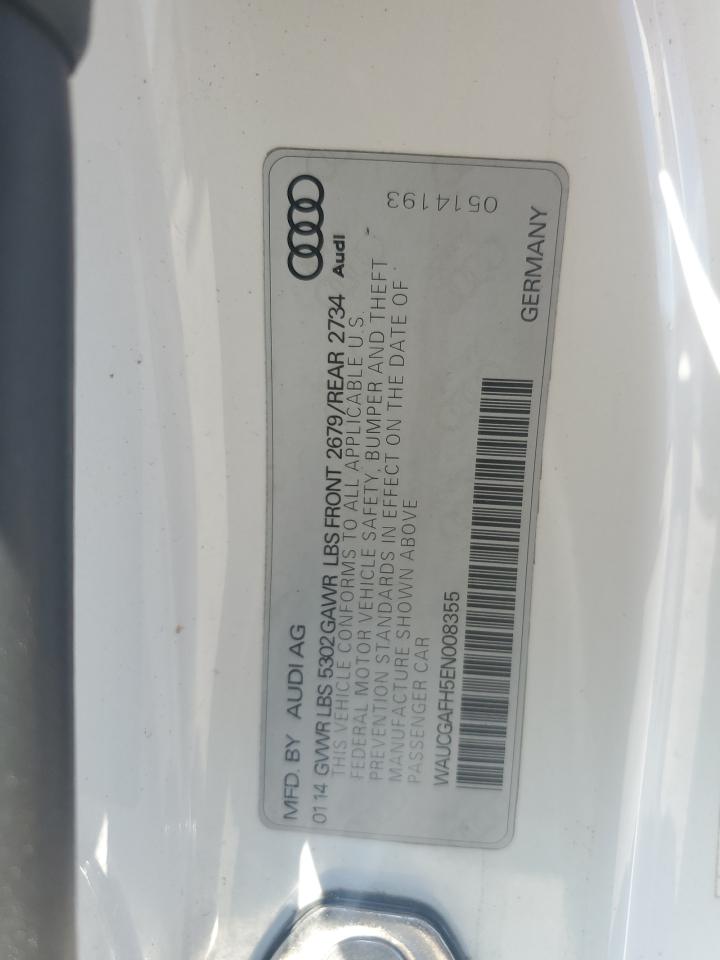 MFD. BY AUDI AG
0114 GVWR LBS 5302 GAWR LBS FRONT 2679/REAR 2734
Audi
THIS VEHICLE CONFORMS TO ALL APPLICABLE U.S.
FEDERAL MOTOR VEHICLE SAFETY, BUMPER AND THEFT
PREVENTION STANDARDS IN EFFECT ON THE DATE OF
MANUFACTURE SHOWN ABOVE
PASSENGER CAR
0514193
WAUCGAFH5EN008355
GERMANY